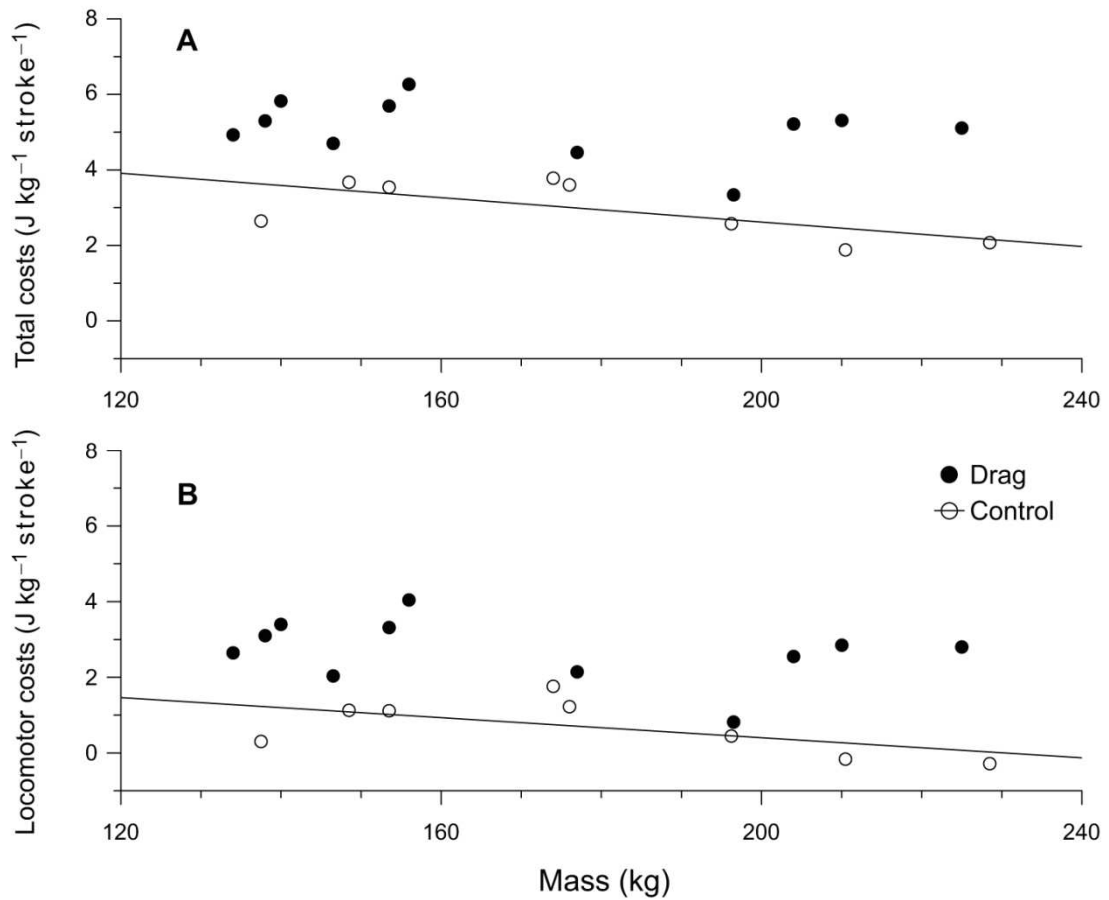 Total costs (J kg⁻¹ stroke⁻¹)
A
8
6
4
2
0
120
160
200
240
Locomotor costs (J kg⁻¹ stroke⁻¹)
B
8
6
4
2
0
Drag
Control
120
160
200
240
Mass (kg)